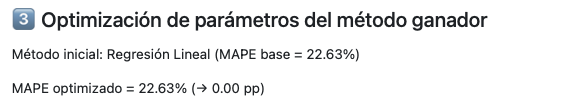 3️⃣ Optimización de parámetros del método ganador
Método inicial: Regresión Lineal (MAPE base = 22.63%)
MAPE optimizado = 22.63% (→ 0.00 pp)